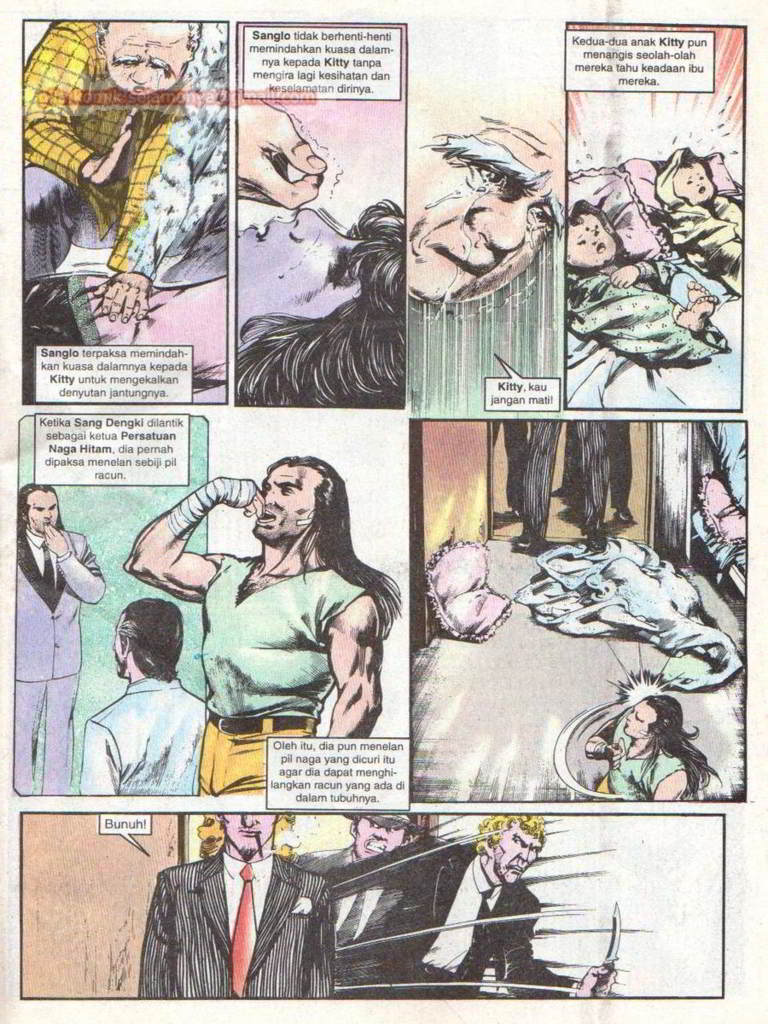 Sanglo terpaksa memindah-
kan kuasa dalamnya kepada
Kitty untuk mengekalkan
denyutan jantungnya.
Sanglo tidak berhenti-henti
memindahkan kuasa dalam-
nya kepada Kitty tanpa
mengira lagi kesihatan dan
keselamatan dirinya.
Kitty, kau
jangan mati!
Kedua-dua anak Kitty pun
menangis seolah-olah
mereka tahu keadaan ibu
mereka.
Ketika Sang Dengki dilantik
sebagai ketua Persatuan
Naga Hitam, dia pernah
dipaksa menelan sebiji pil
racun.
Oleh itu, dia pun menelan
pil naga yang dicuri itu
agar dia dapat menghi-
langkan racun yang ada di
dalam tubuhnya.
Bunuh!